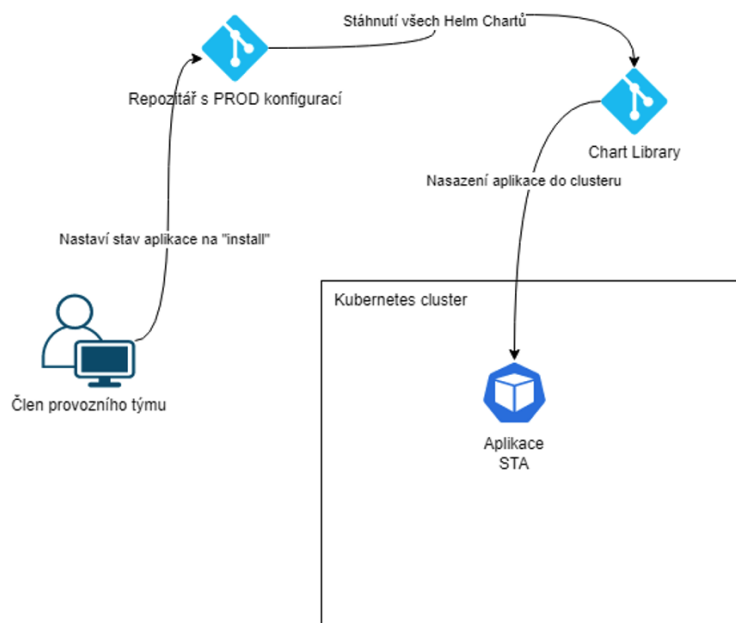 Stáhnutí všech Helm Chartů
Repozitář s PROD konfigurací
Chart Library
Nasazení aplikace do clusteru
Nastaví stav aplikace na "install"
Kubernetes cluster
Člen provozního týmu
Aplikace
STA